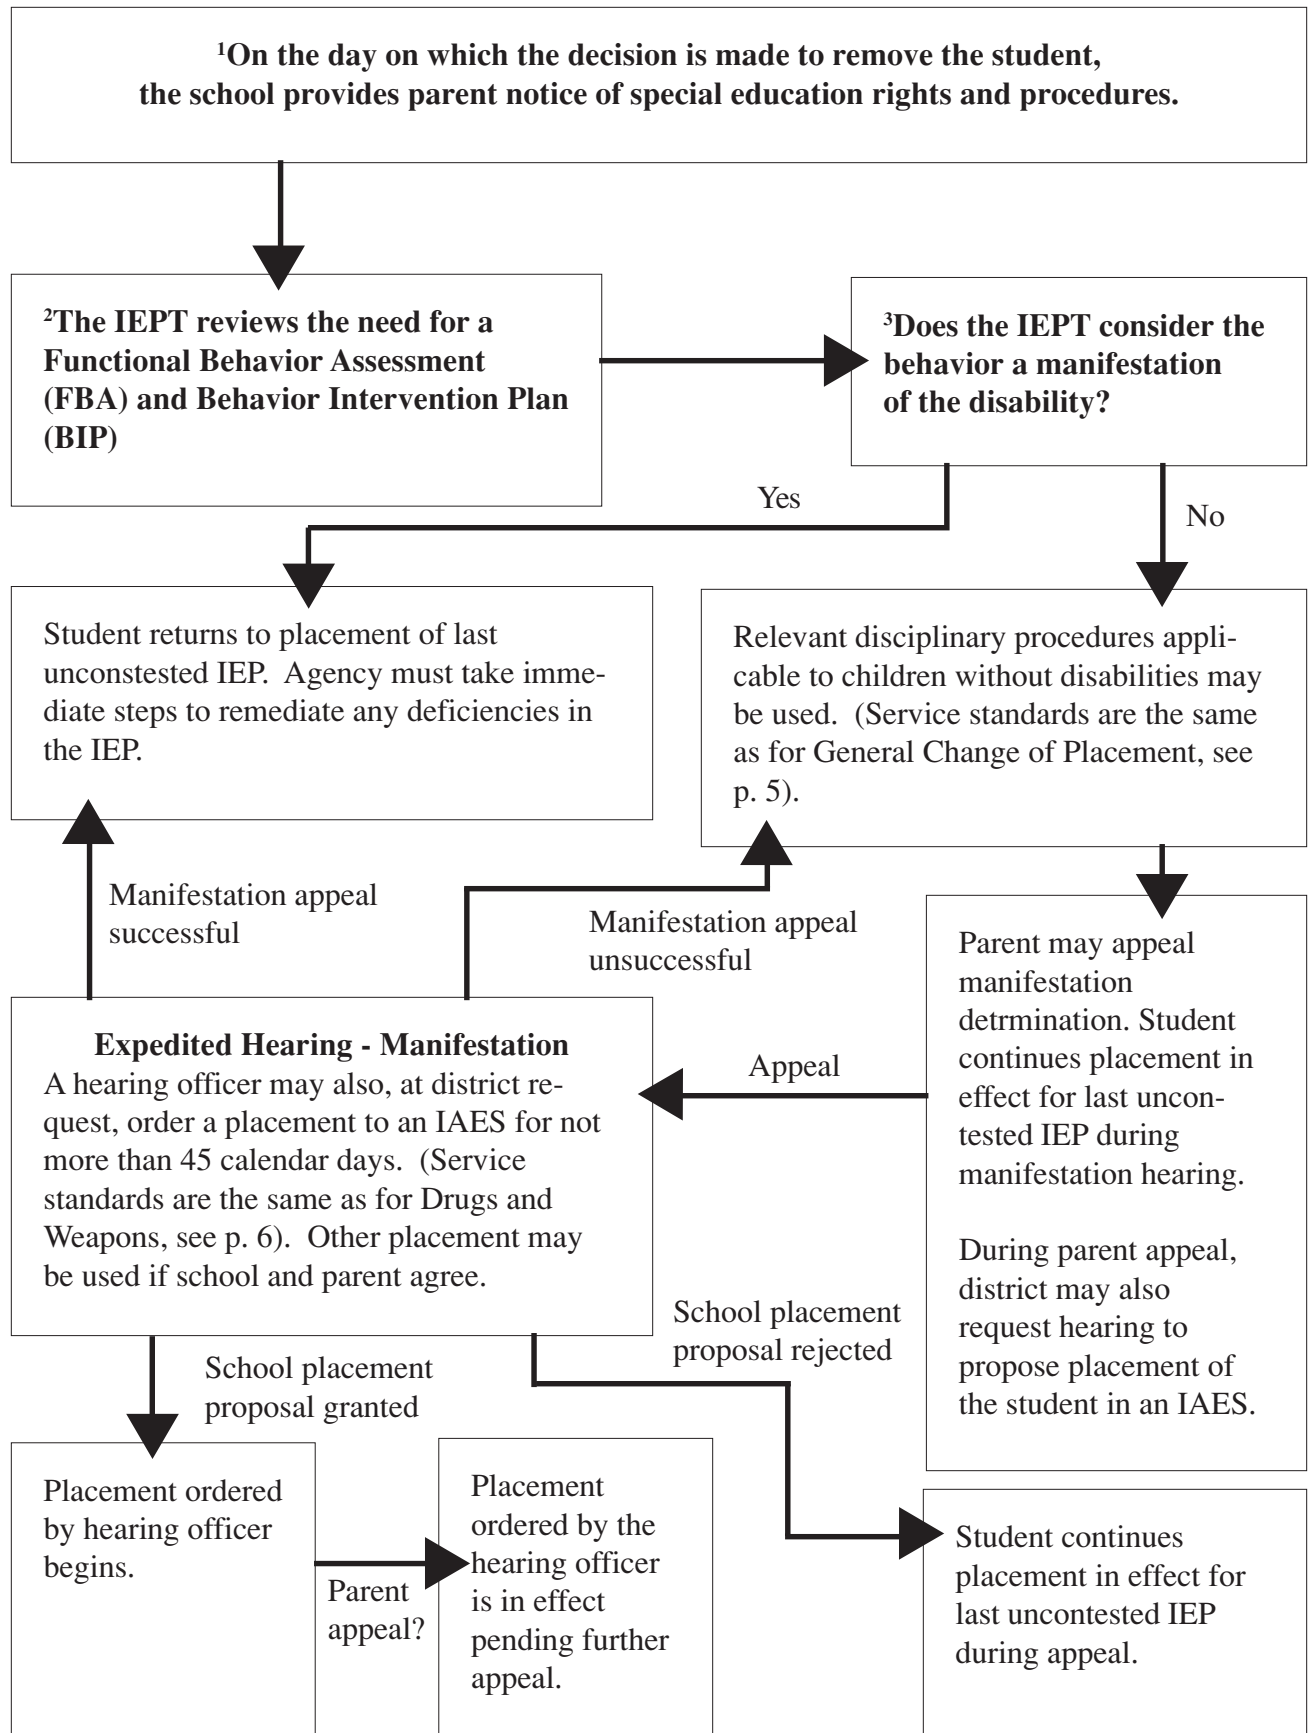 ¹On the day on which the decision is made to remove the student,
the school provides parent notice of special education rights and procedures.
²The IEPT reviews the need for a
Functional Behavior Assessment
(FBA) and Behavior Intervention Plan
(BIP)
³Does the IEPT consider the
behavior a manifestation
of the disability?
Yes
No
Student returns to placement of last
unconstested IEP. Agency must take imme-
diate steps to remediate any deficiencies in
the IEP.
Relevant disciplinary procedures appli-
cable to children without disabilities may
be used. (Service standards are the same
as for General Change of Placement, see
p. 5).
Manifestation appeal
successful
Manifestation appeal
unsuccessful
Parent may appeal
manifestation
detrmination. Student
continues placement in
effect for last uncon-
tested IEP during
manifestation hearing.
During parent appeal,
district may also
request hearing to
propose placement of
the student in an IAES.
Appeal
Expedited Hearing - Manifestation
A hearing officer may also, at district re-
quest, order a placement to an IAES for not
more than 45 calendar days. (Service
standards are the same as for Drugs and
Weapons, see p. 6). Other placement may
be used if school and parent agree.
School placement
proposal granted
School placement
proposal rejected
Placement ordered
by hearing officer
begins.
Parent
appeal?
Placement
ordered by the
hearing officer
is in effect
pending further
appeal.
Student continues
placement in effect for
last uncontested IEP
during appeal.